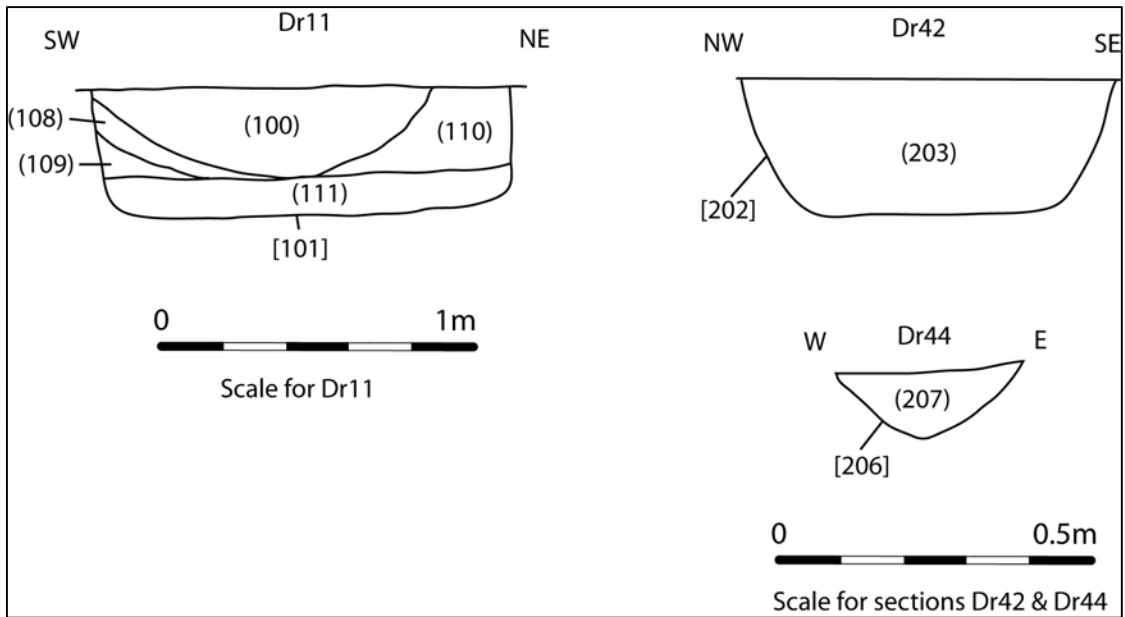 Dr11
SW
NE
(108)
(100)
(110)
(109)
(111)
[101]
0 1m
Scale for Dr11
Dr42
NW
SE
(203)
[202]
Dr44
W
E
(207)
[206]
0 0.5m
Scale for sections Dr42 & Dr44